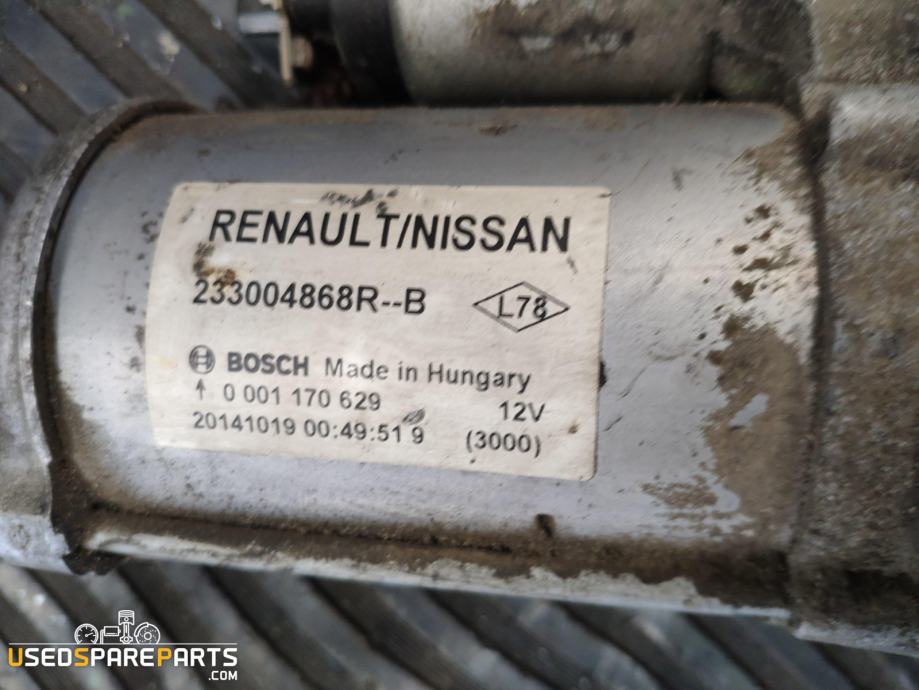 RENAULT/NISSAN
233004868R--B
L78
BOSCH Made in Hungary
0 001 170 629 12V
20141019 00:49:51 9 (3000)
USEDSPAREPARTS
.COM